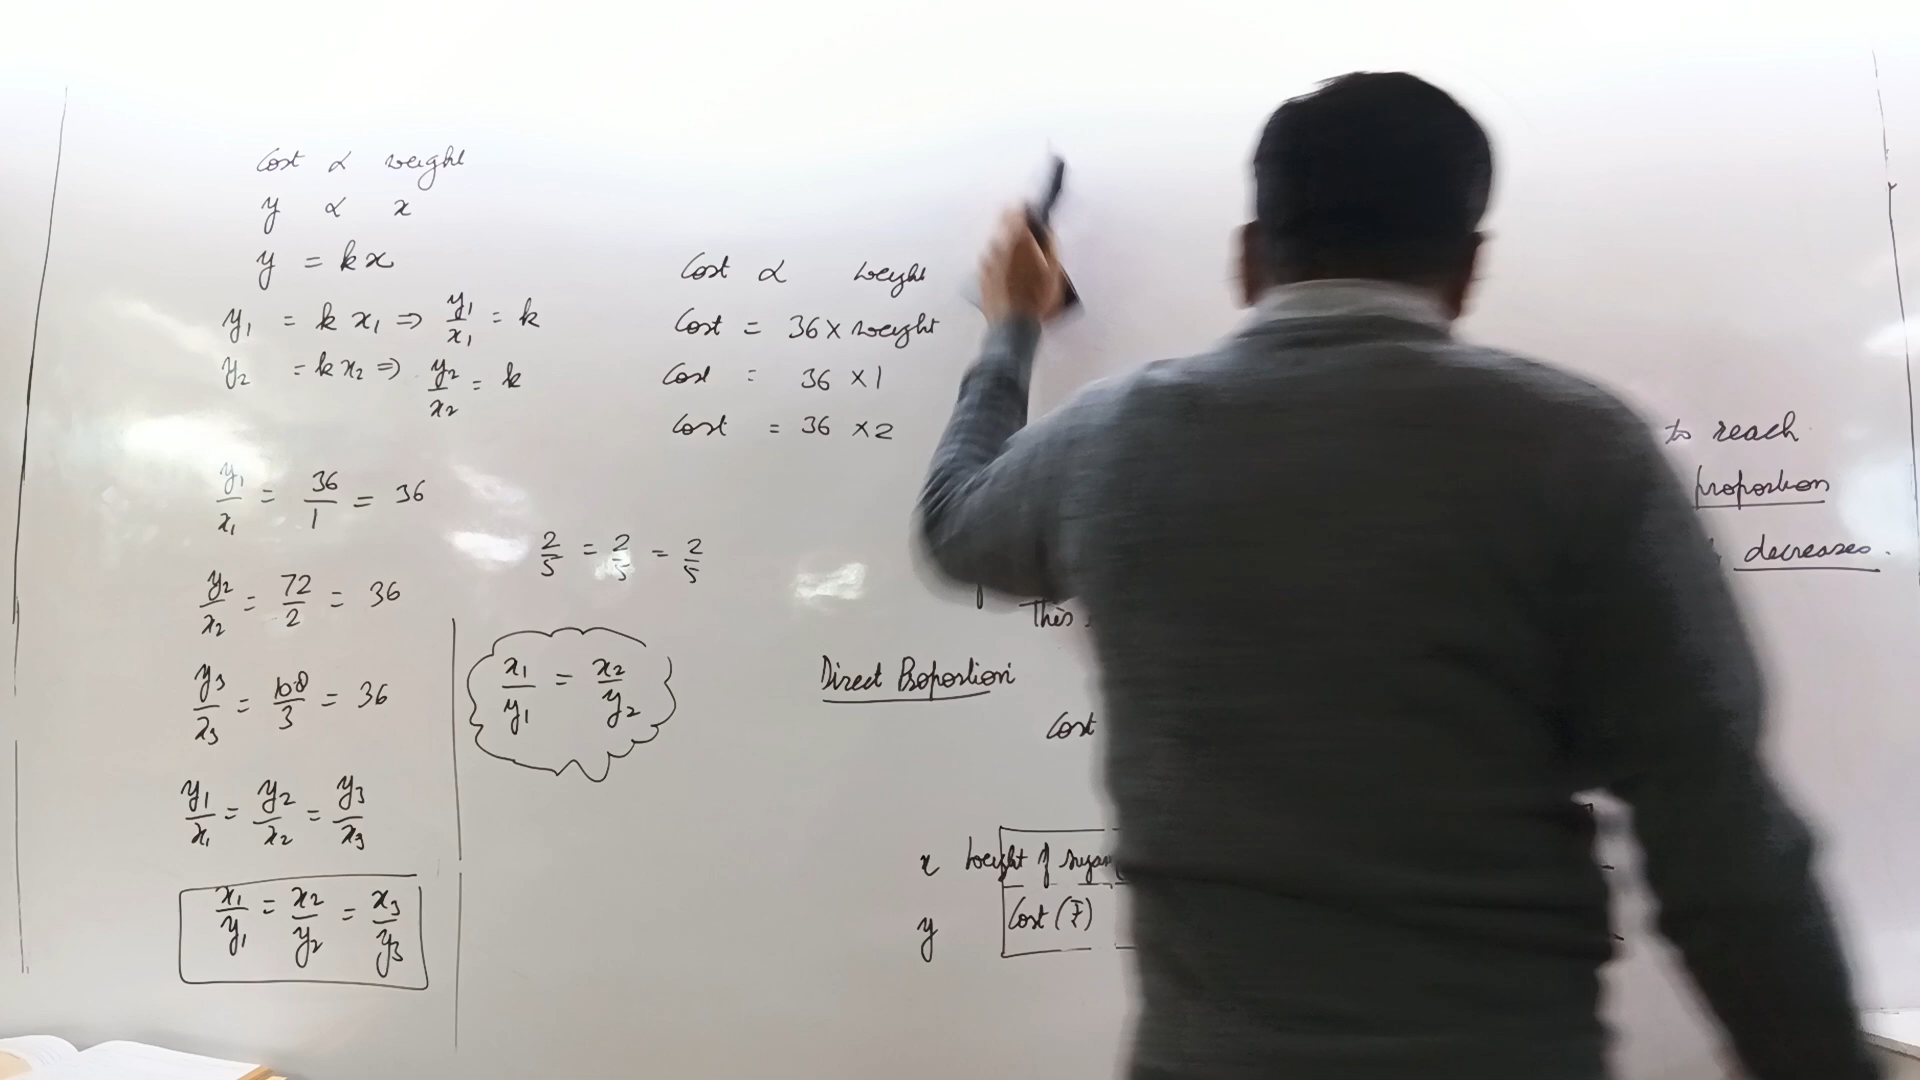 Cost ∝ weight
y ∝ x
y = kx
y₁ = k x₁ ⇒ y₁/x₁ = k
y₂ = k x₂ ⇒ y₂/x₂ = k
y₁/x₁ = 36/1 = 36
y₂/x₂ = 72/2 = 36
y₃/x₃ = 108/3 = 36
y₁/x₁ = y₂/x₂ = y₃/x₃
x₁/y₁ = x₂/y₂ = x₃/y₃
Cost ∝ weight
Cost = 36 × weight
Cost = 36 × 1
Cost = 36 × 2
2/5 = 2/5 = 2/5
x₁/y₁ = x₂/y₂
to reach
proportion
decreases.
This
Direct Proportion
Cost
x weight of sugar
y Cost (₹)